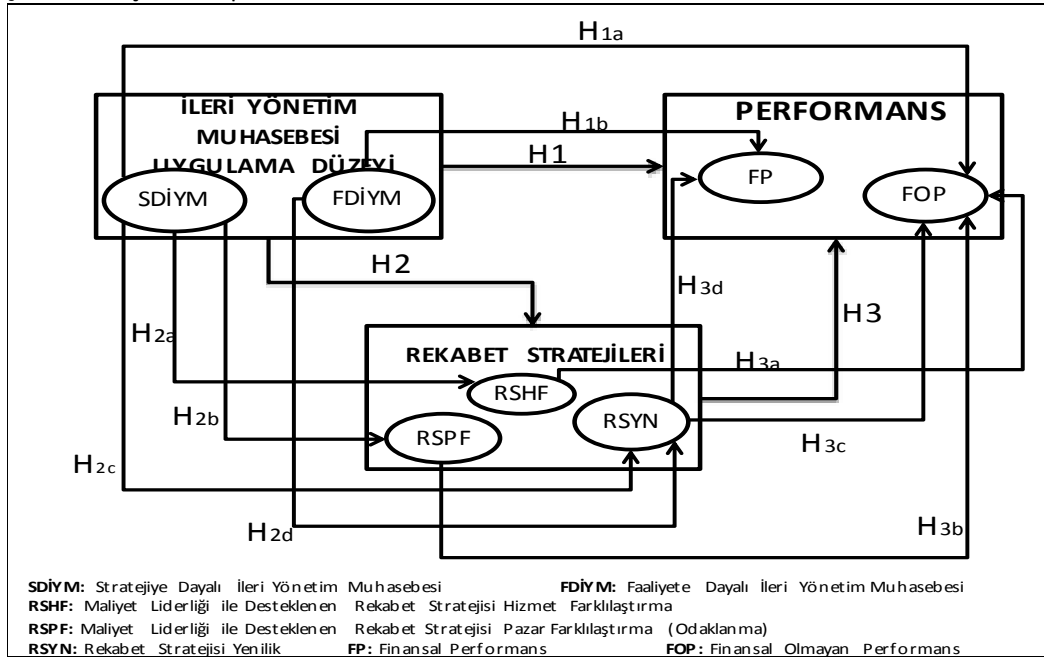 H1a
İLERİ YÖNETİM
MUHASEBESİ
UYGULAMA DÜZEYİ
SDİYM
FDİYM
H1b
H1
PERFORMANS
FP
FOP
H2
H3d
H3
H2a
REKABET STRATEJİLERİ
H3a
RSHF
H2b
RSPF
RSYN
H3c
H2c
H2d
H3b
SDİYM: Stratejiye Dayalı İleri Yönetim Muhasebesi FDİYM: Faaliyete Dayalı İleri Yönetim Muhasebesi
RSHF: Maliyet Liderliği ile Desteklenen Rekabet Stratejisi Hizmet Farklılaştırma
RSPF: Maliyet Liderliği ile Desteklenen Rekabet Stratejisi Pazar Farklılaştırma (Odaklanma)
RSYN: Rekabet Stratejisi Yenilik FP: Finansal Performans FOP: Finansal Olmayan Performans